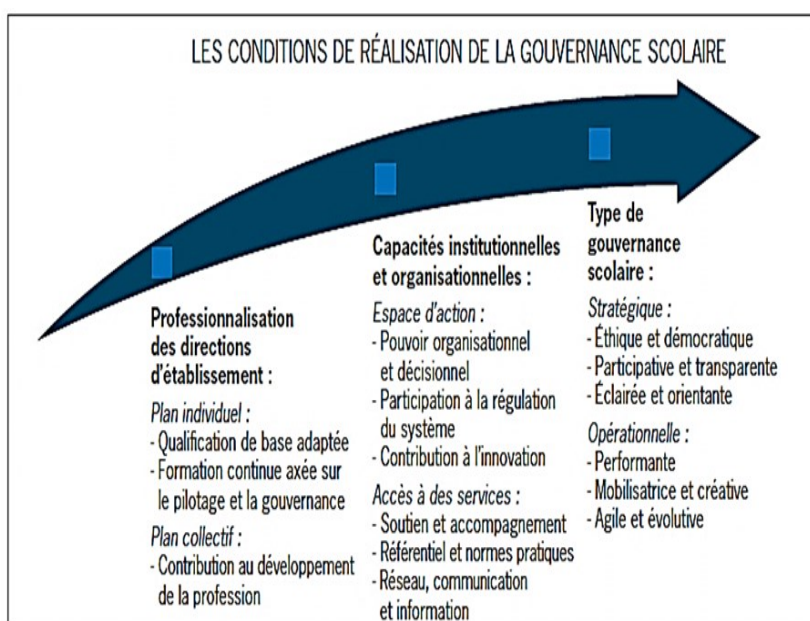 LES CONDITIONS DE RÉALISATION DE LA GOUVERNANCE SCOLAIRE
Professionnalisation
des directions
d'établissement :
Plan individuel :
- Qualification de base adaptée
- Formation continue axée sur
le pilotage et la gouvernance
Plan collectif :
- Contribution au développement
de la profession
Capacités institutionnelles
et organisationnelles :
Espace d'action :
- Pouvoir organisationnel
et décisionnel
- Participation à la régulation
du système
- Contribution à l'innovation
Accès à des services :
- Soutien et accompagnement
- Référentiel et normes pratiques
- Réseau, communication
et information
Type de
gouvernance
scolaire :
Stratégique :
- Éthique et démocratique
- Participative et transparente
- Éclairée et orientante
Opérationnelle :
- Performante
- Mobilisatrice et créative
- Agile et évolutive